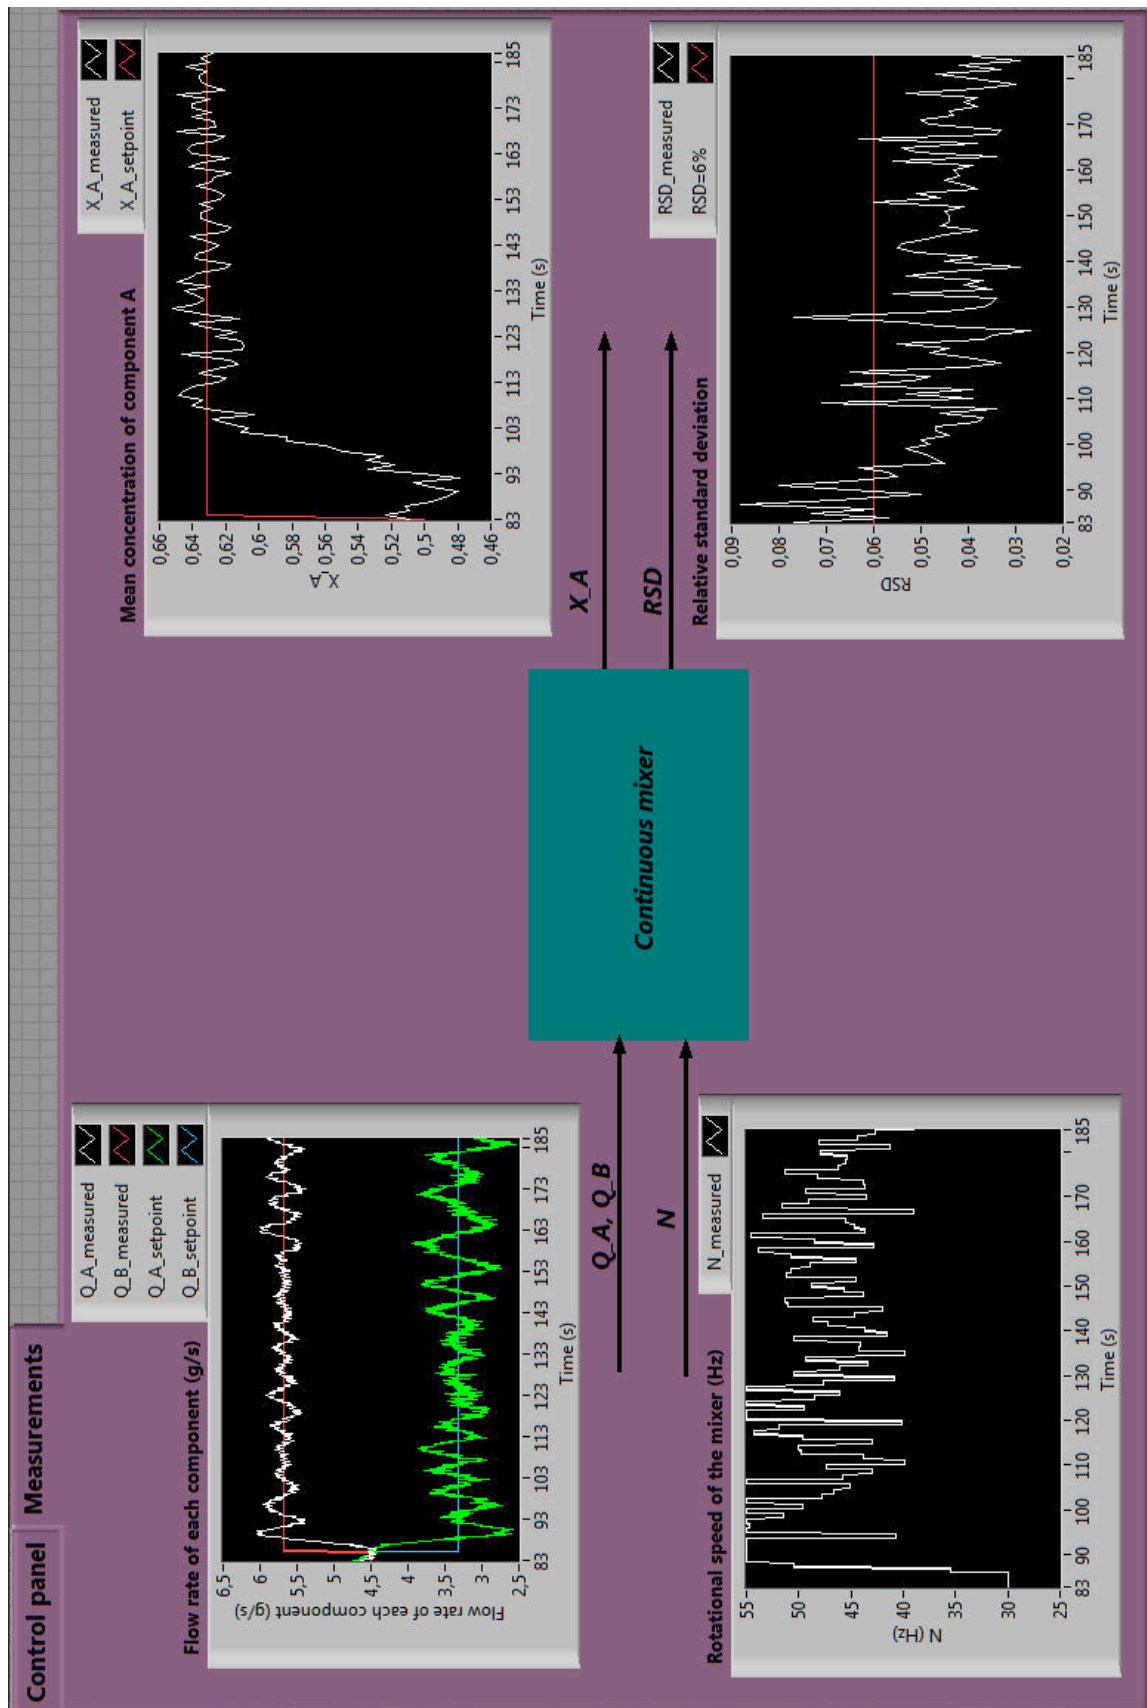 Control panel
Measurements
Flow rate of each component (g/s)
Q_A_measured
Q_B_measured
Q_A_setpoint
Q_B_setpoint
Flow rate of each component (g/s)
6,5
6
5,5
5
4,5
4
3,5
3
2,5
83
93
103
113
123
133
143
153
163
173
185
Time (s)
Mean concentration of component A
X_A_measured
X_A_setpoint
X_A
0,66
0,64
0,62
0,6
0,58
0,56
0,54
0,52
0,5
0,48
0,46
83
93
103
113
123
133
143
153
163
173
185
Time (s)
Q_A, Q_B
N
Continuous mixer
X_A
RSD
Rotational speed of the mixer (Hz)
N_measured
N (Hz)
55
50
45
40
35
30
25
83
90
100
110
120
130
140
150
160
170
185
Time (s)
Relative standard deviation
RSD_measured
RSD=6%
RSD
0,09
0,08
0,07
0,06
0,05
0,04
0,03
0,02
83
90
100
110
120
130
140
150
160
170
185
Time (s)